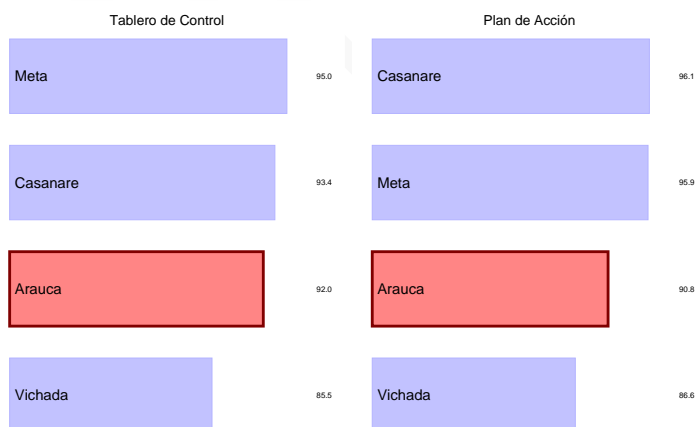 Tablero de Control
Meta 95.0
Casanare 93.4
Arauca 92.0
Vichada 85.5
Plan de Acción
Casanare 96.1
Meta 95.9
Arauca 90.8
Vichada 86.6